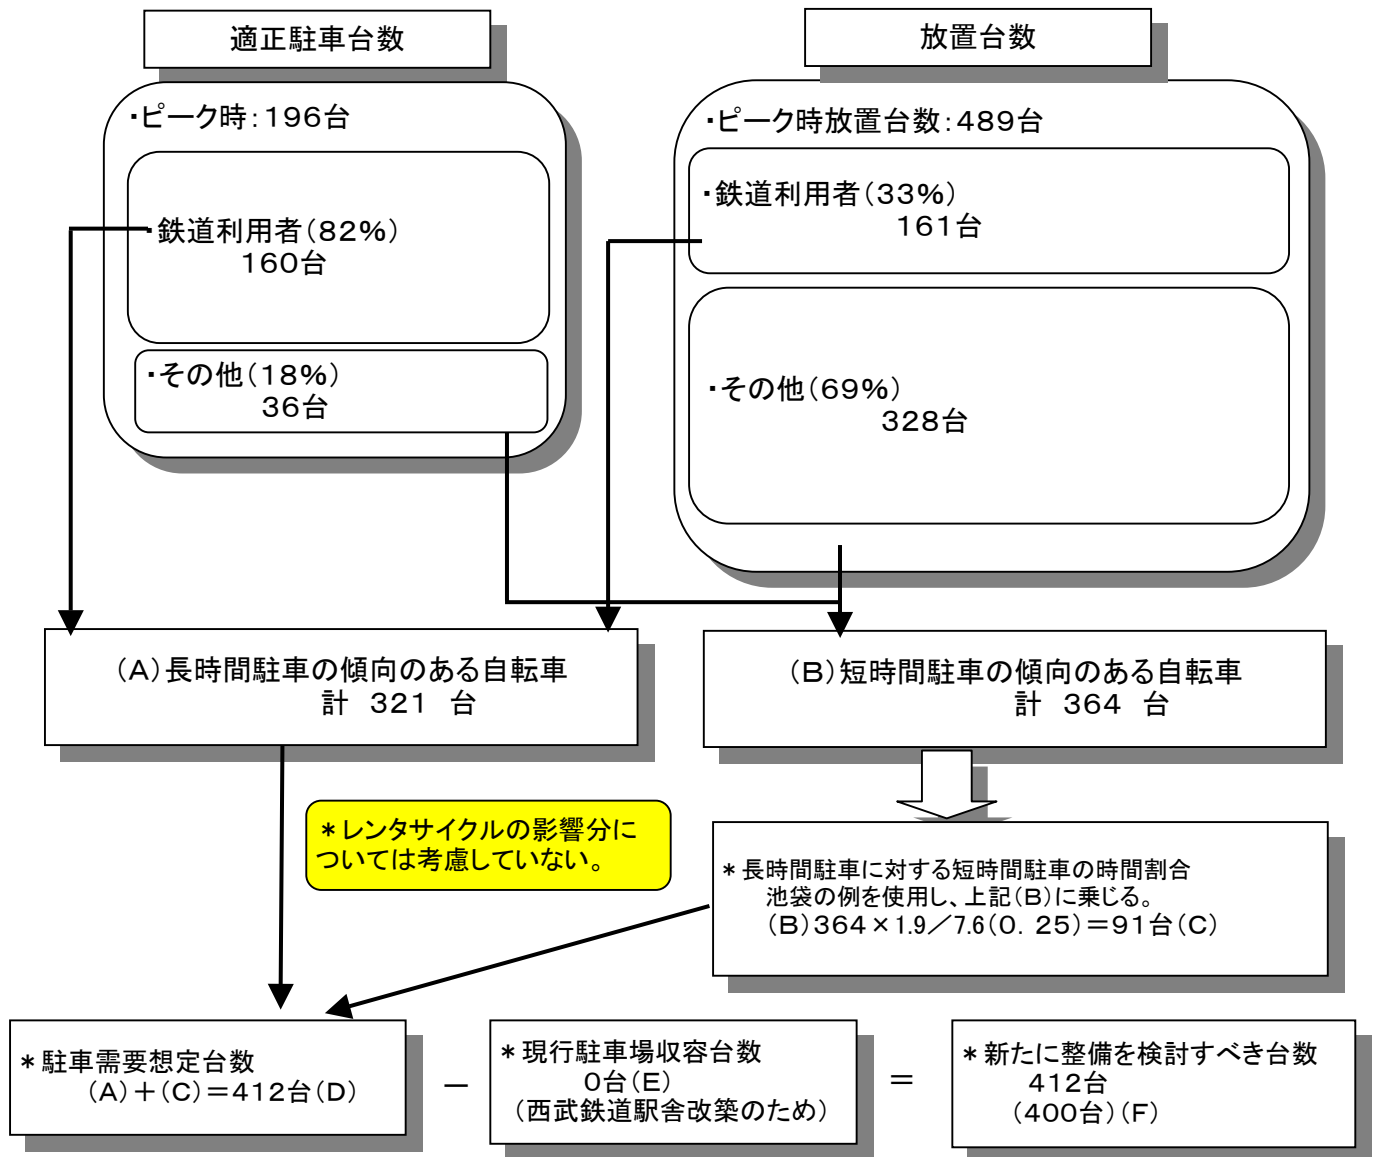 適正駐車台数
・ピーク時:196台
・鉄道利用者(82%)
160台
・その他(18%)
36台
放置台数
・ピーク時放置台数:489台
・鉄道利用者(33%)
161台
・その他(69%)
328台
(A)長時間駐車の傾向のある自転車
計 321 台
(B)短時間駐車の傾向のある自転車
計 364 台
*レンタサイクルの影響分に
ついては考慮していない。
*長時間駐車に対する短時間駐車の時間割合
池袋の例を使用し、上記(B)に乗じる。
(B)364×1.9/7.6(0.25)=91台(C)
*駐車需要想定台数
(A)+(C)=412台(D)
-
*現行駐車場収容台数
0台(E)
(西武鉄道駅舎改築のため)
=
*新たに整備を検討すべき台数
412台
(400台)(F)